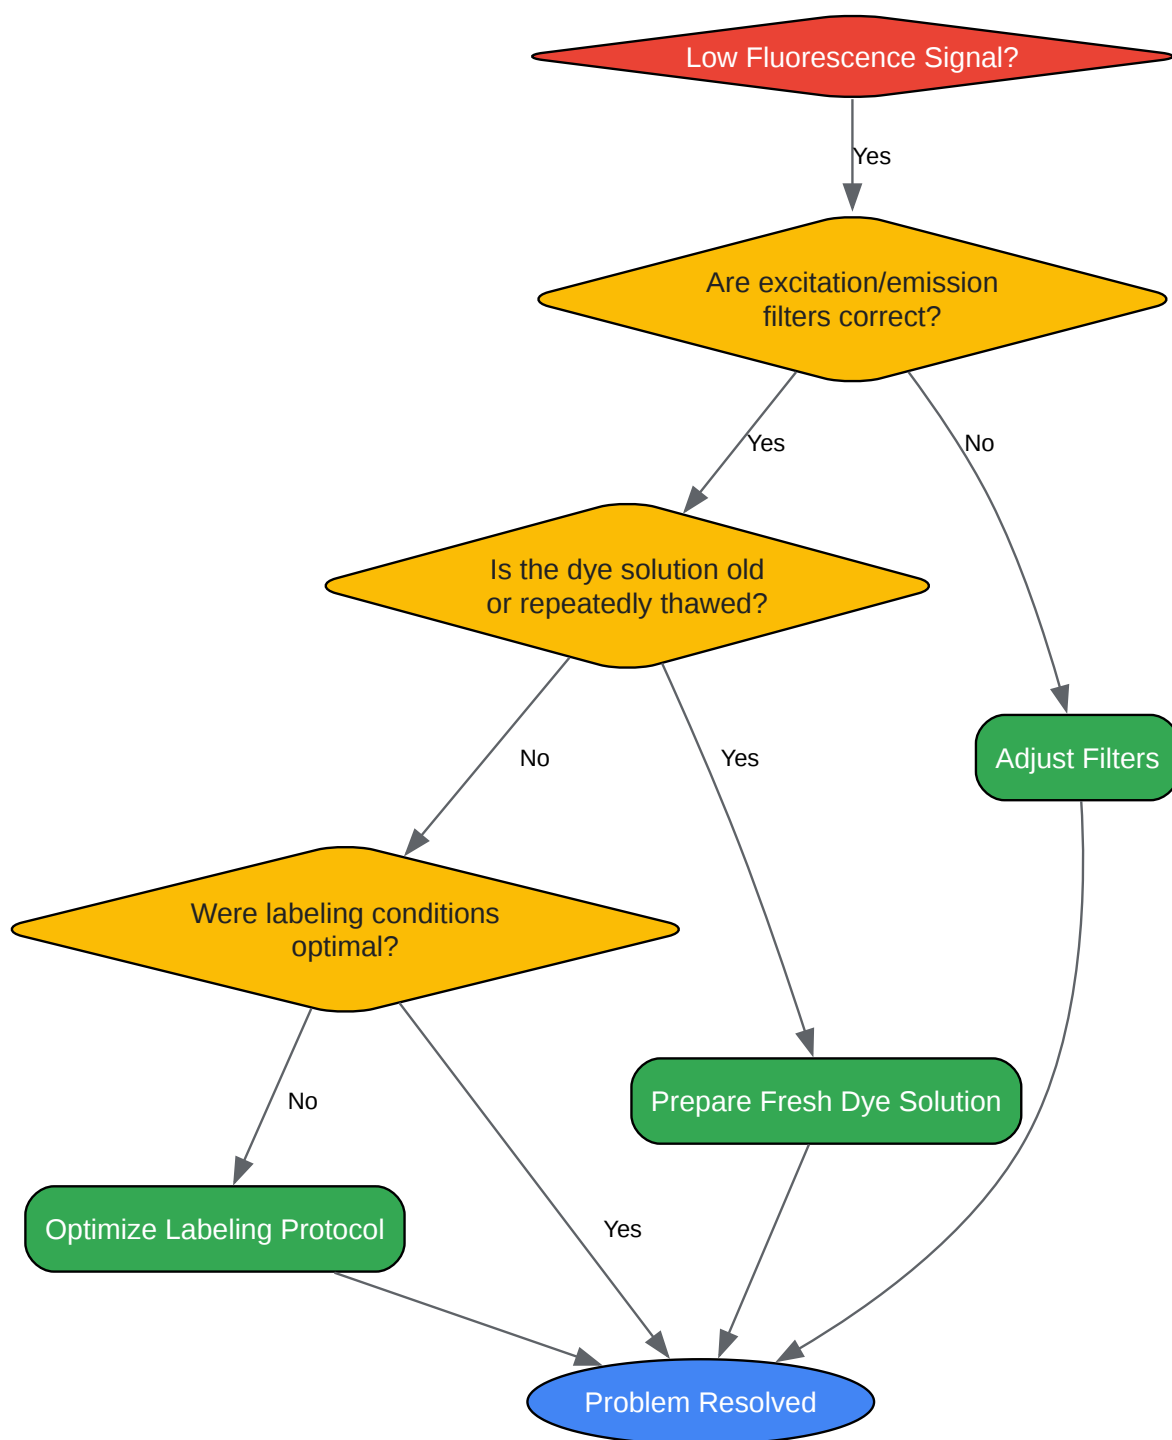 Low Fluorescence Signal?
Yes
Are excitation/emission
filters correct?
Yes
No
Is the dye solution old
or repeatedly thawed?
No
Yes
Adjust Filters
Were labeling conditions
optimal?
No
Prepare Fresh Dye Solution
Optimize Labeling Protocol
Yes
Problem Resolved